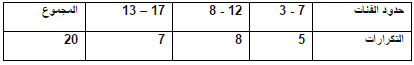 حدود الفئات 3 - 7 8 - 12 13 – 17 المجموع
التكرارات 5 8 7 20